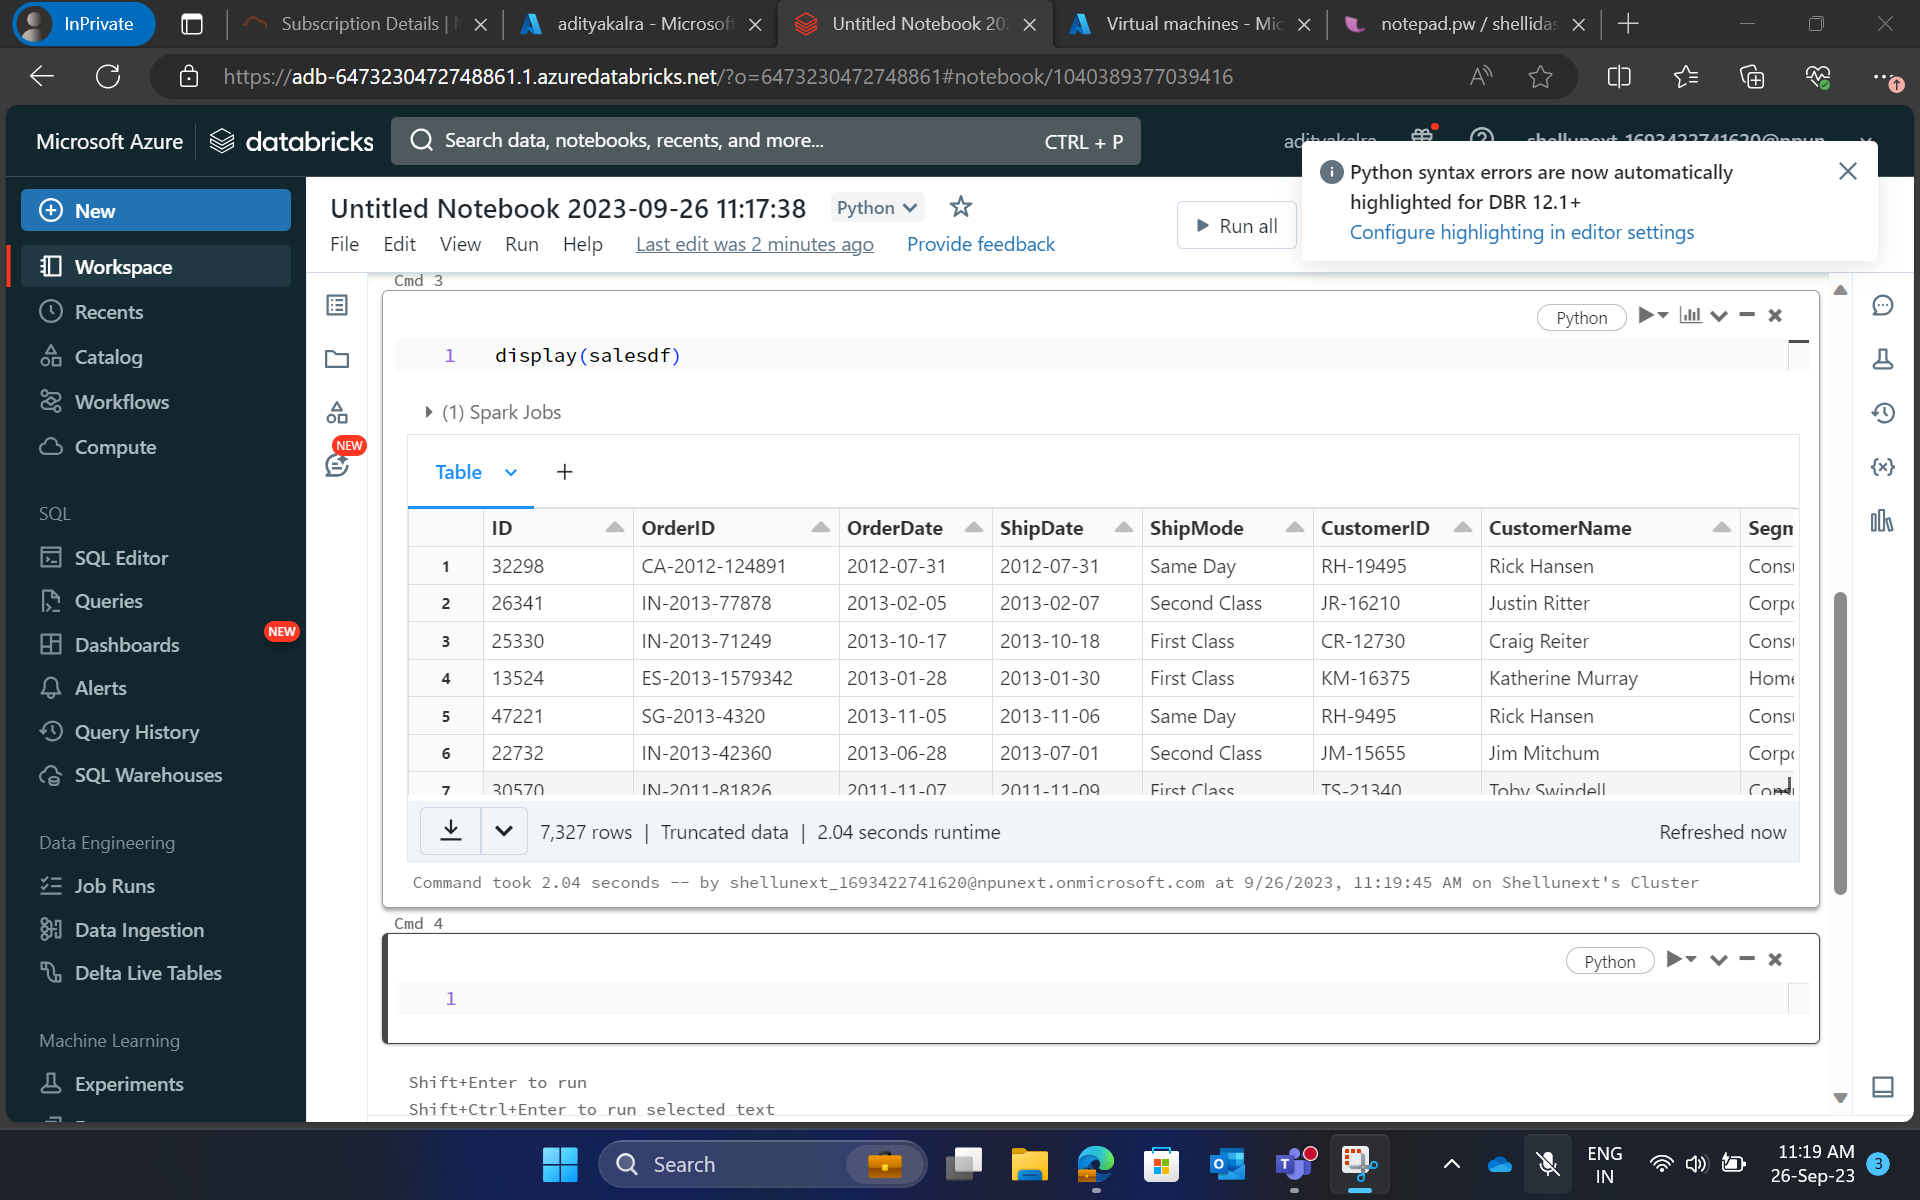 InPrivate
Subscription Details |
adityakalra - Microsoft
Untitled Notebook 202
Virtual machines - Mic
notepad.pw / shellidas
https://adb-6473230472748861.1.azuredatabricks.net/?o=6473230472748861#notebook/1040389377039416
Microsoft Azure
databricks
Search data, notebooks, recents, and more...
CTRL + P
adityakalra
shellunext_1693422741620@npun
Python syntax errors are now automatically
highlighted for DBR 12.1+
Configure highlighting in editor settings
New
Workspace
Recents
Catalog
Workflows
Compute
SQL
SQL Editor
Queries
Dashboards
NEW
Alerts
Query History
SQL Warehouses
Data Engineering
Job Runs
Data Ingestion
Delta Live Tables
Machine Learning
Experiments
Untitled Notebook 2023-09-26 11:17:38
Python
File Edit View Run Help Last edit was 2 minutes ago Provide feedback
Run all
NEW
Cmd 3
Python
1 display(salesdf)
(1) Spark Jobs
Table +
ID OrderID OrderDate ShipDate ShipMode CustomerID CustomerName Segm
1 32298 CA-2012-124891 2012-07-31 2012-07-31 Same Day RH-19495 Rick Hansen Consu
2 26341 IN-2013-77878 2013-02-05 2013-02-07 Second Class JR-16210 Justin Ritter Corpo
3 25330 IN-2013-71249 2013-10-17 2013-10-18 First Class CR-12730 Craig Reiter Consu
4 13524 ES-2013-1579342 2013-01-28 2013-01-30 First Class KM-16375 Katherine Murray Home
5 47221 SG-2013-4320 2013-11-05 2013-11-06 Same Day RH-9495 Rick Hansen Consu
6 22732 IN-2013-42360 2013-06-28 2013-07-01 Second Class JM-15655 Jim Mitchum Corpo
7 30570 IN-2011-81826 2011-11-07 2011-11-09 First Class TS-21340 Toby Swindell Consu
7,327 rows | Truncated data | 2.04 seconds runtime
Refreshed now
Command took 2.04 seconds -- by shellunext_1693422741620@npunext.onmicrosoft.com at 9/26/2023, 11:19:45 AM on Shellunext's Cluster
Cmd 4
Python
1
Shift+Enter to run
Shift+Ctrl+Enter to run selected text
Search
ENG
IN
11:19 AM
26-Sep-23
3